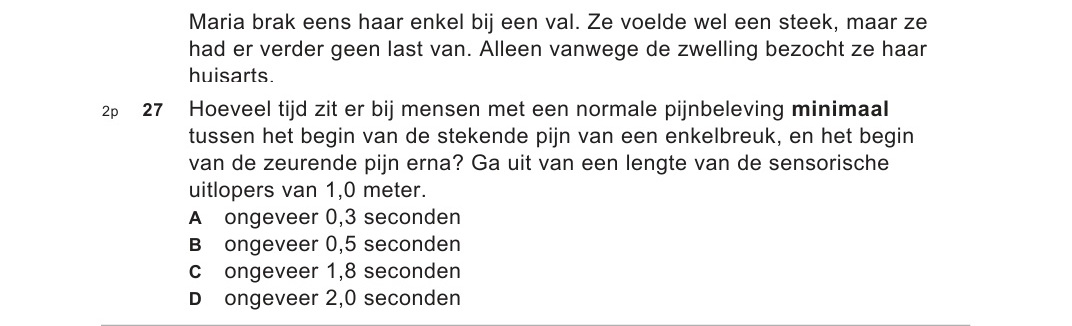 Maria brak eens haar enkel bij een val. Ze voelde wel een steek, maar ze
had er verder geen last van. Alleen vanwege de zwelling bezocht ze haar
huisarts.
2p 27 Hoeveel tijd zit er bij mensen met een normale pijnbeleving minimaal
tussen het begin van de stekende pijn van een enkelbreuk, en het begin
van de zeurende pijn erna? Ga uit van een lengte van de sensorische
uitlopers van 1,0 meter.
A ongeveer 0,3 seconden
B ongeveer 0,5 seconden
C ongeveer 1,8 seconden
D ongeveer 2,0 seconden